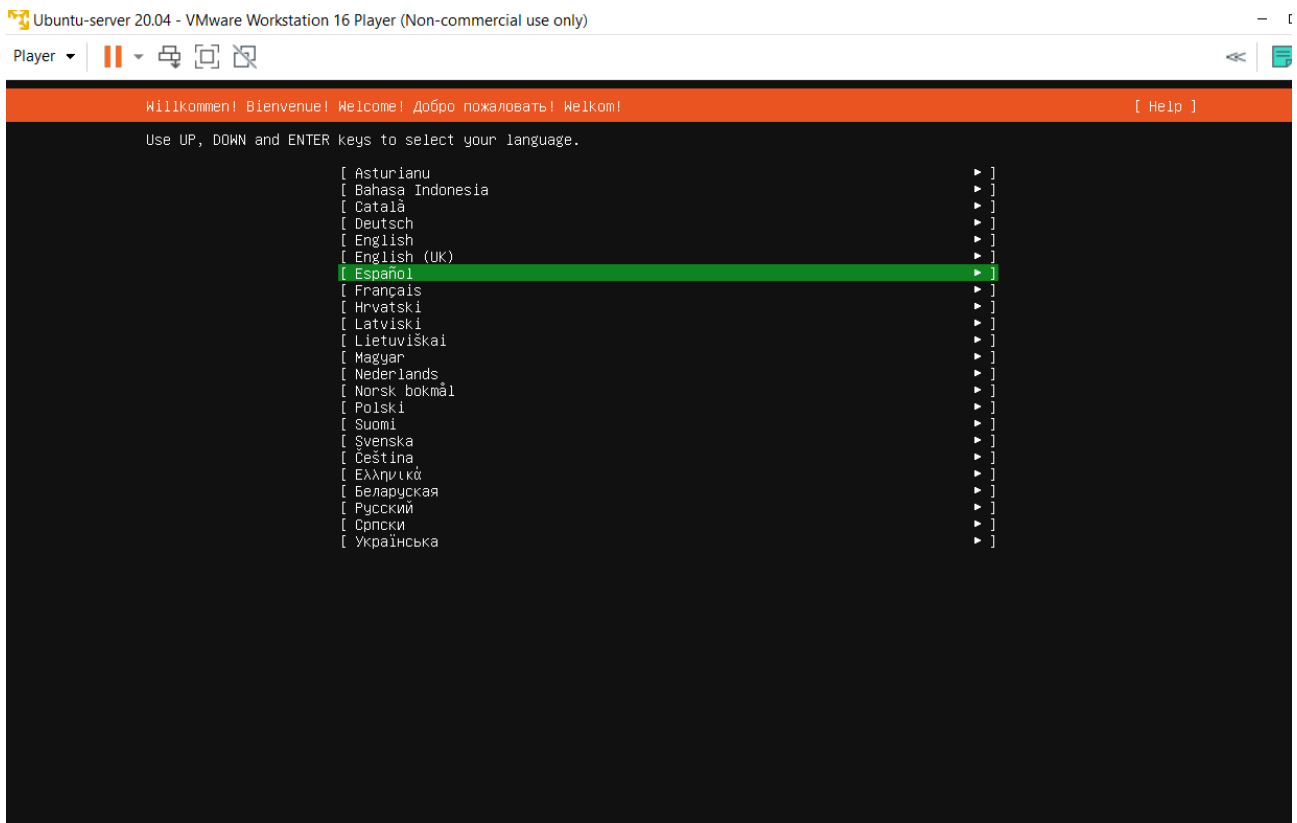 Ubuntu-server 20.04 - VMware Workstation 16 Player (Non-commercial use only)
Player
Willkommen! Bienvenue! Welcome! Добро пожаловать! Welkom! [ Help ]
Use UP, DOWN and ENTER keys to select your language.
[ Asturianu ► ]
[ Bahasa Indonesia ► ]
[ Català ► ]
[ Deutsch ► ]
[ English ► ]
[ English (UK) ► ]
[ Español ► ]
[ Français ► ]
[ Hrvatski ► ]
[ Latviski ► ]
[ Lietuviškai ► ]
[ Magyar ► ]
[ Nederlands ► ]
[ Norsk bokmål ► ]
[ Polski ► ]
[ Suomi ► ]
[ Svenska ► ]
[ Čeština ► ]
[ Ελληνικά ► ]
[ Беларуская ► ]
[ Русский ► ]
[ Српски ► ]
[ Українська ► ]